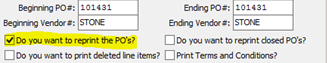 Beginning PO#: 101431 Ending PO#: 101431
Beginning Vendor#: STONE Ending Vendor#: STONE
Do you want to reprint the PO's? Do you want to reprint closed PO's?
Do you want to print deleted line items? Print Terms and Conditions?